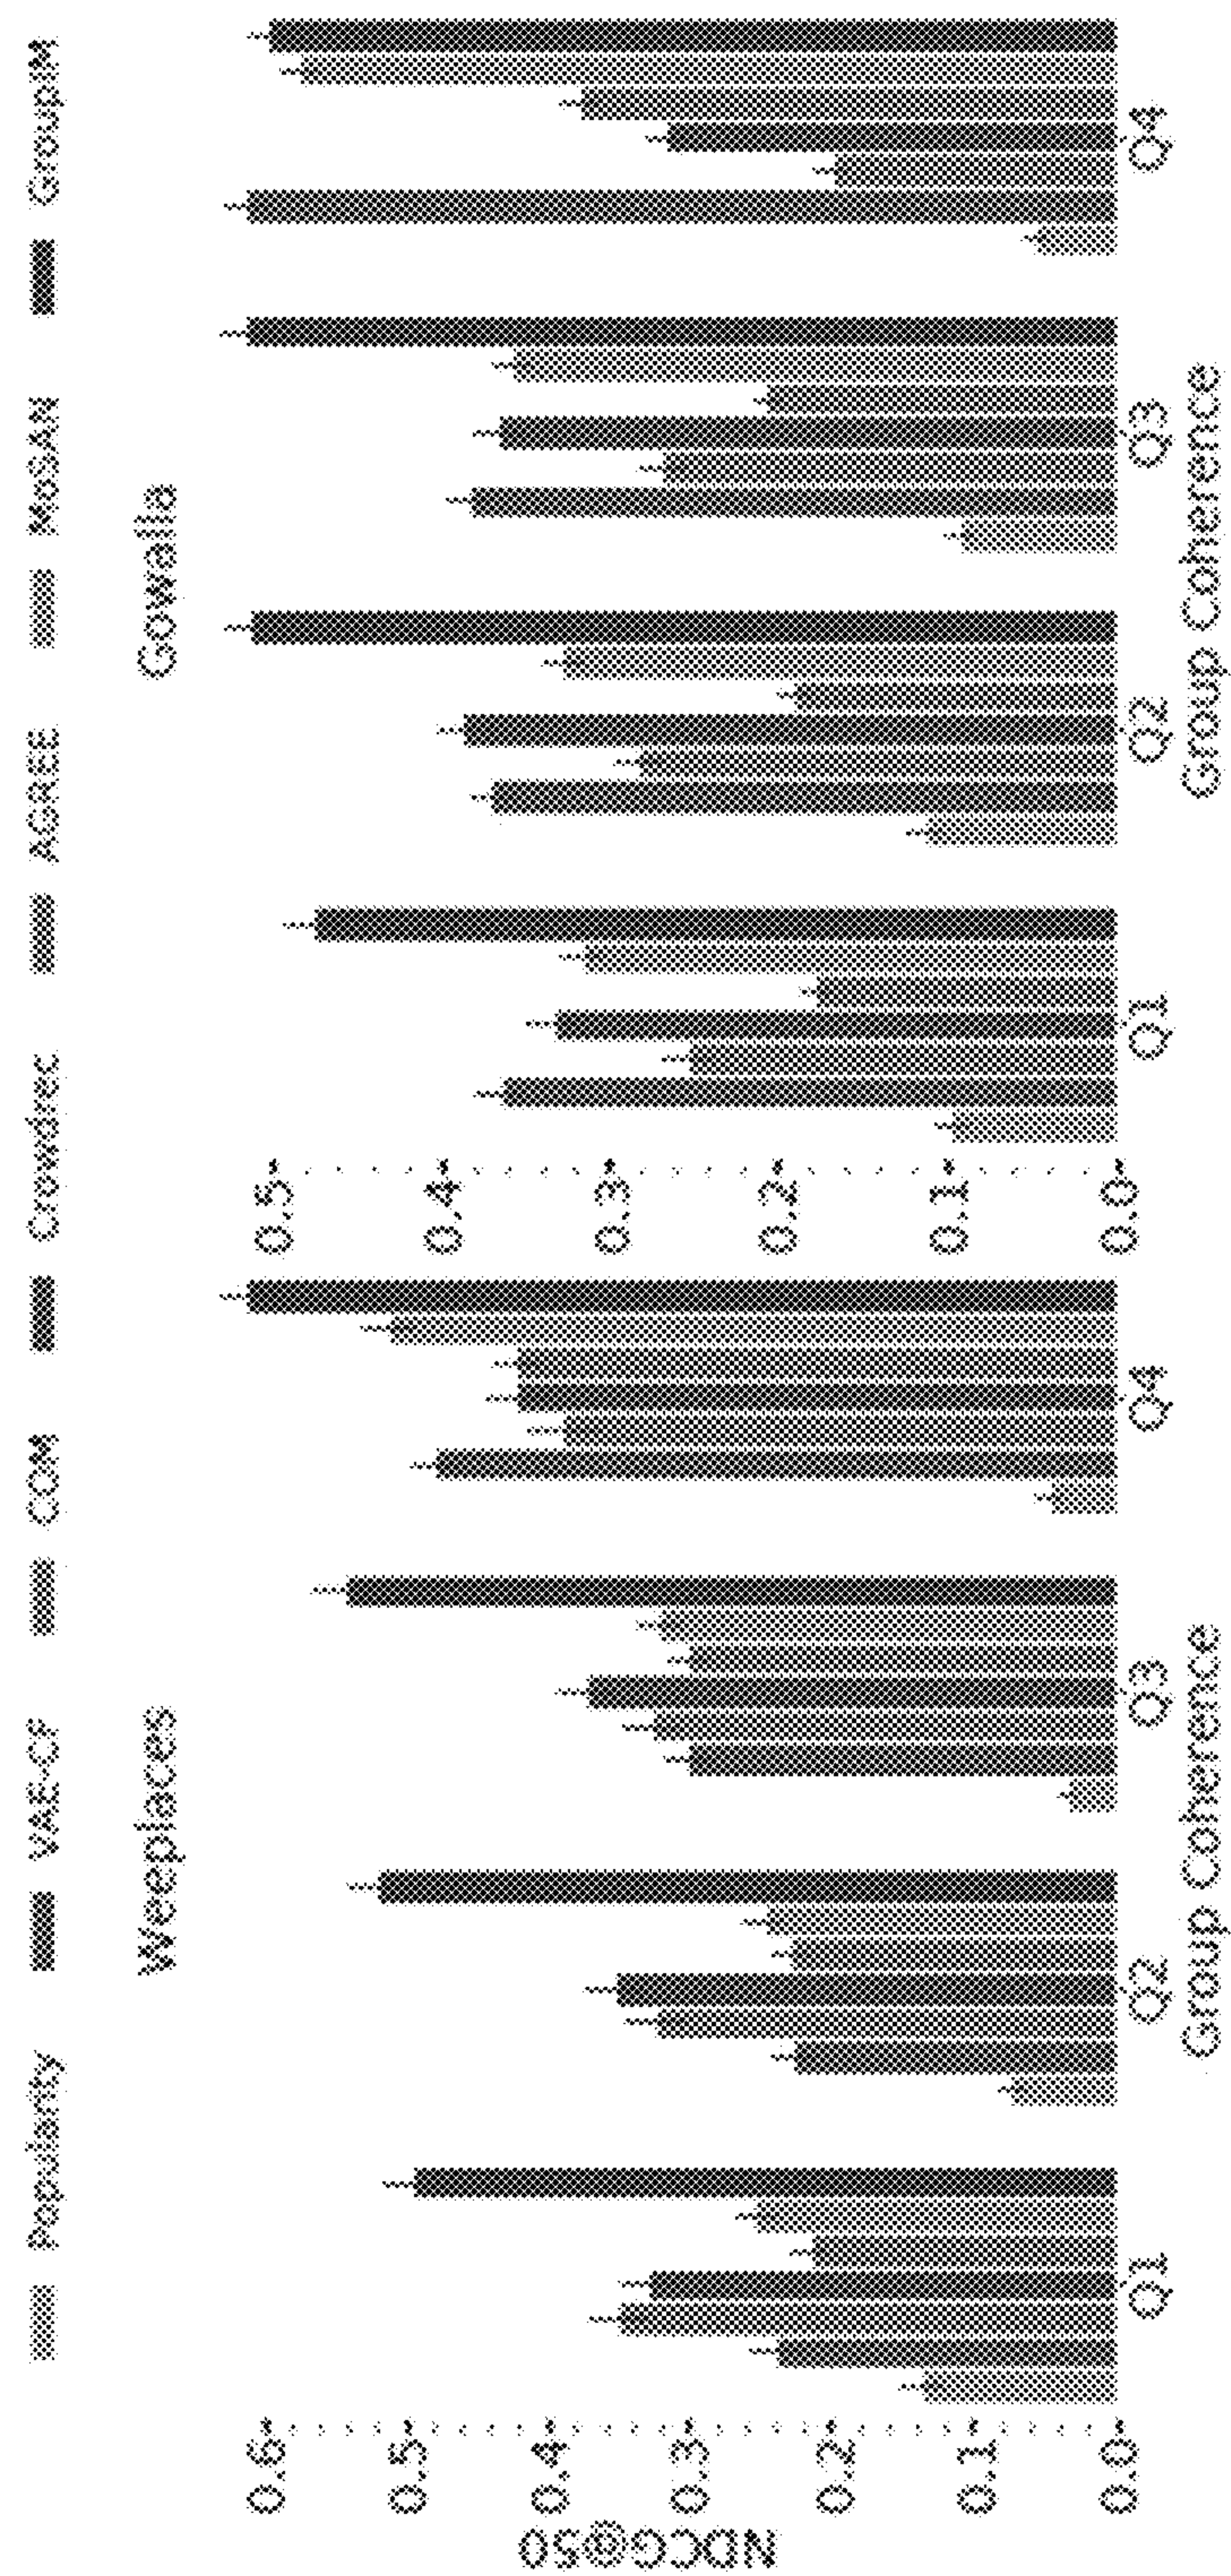 Popularity VAE-CF COM Crowdrec AGREE MoSAN GroupIM
Weeplaces
NDCG@50
0.6
0.5
0.4
0.3
0.2
0.1
0.0
Q1 Q2 Q3 Q4
Group Coherence
Gowalla
0.5
0.4
0.3
0.2
0.1
0.0
Q1 Q2 Q3 Q4
Group Coherence